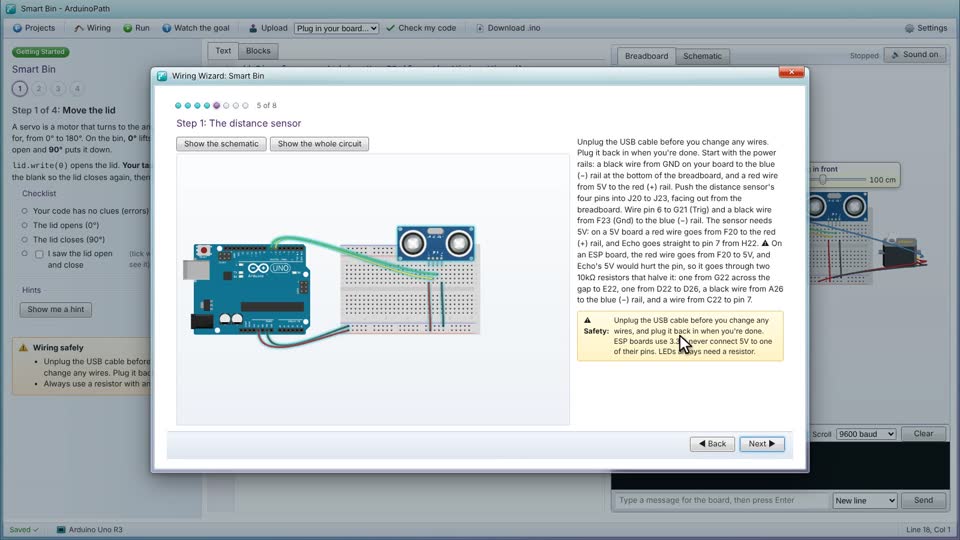 Smart Bin - ArduinoPath
Projects Wiring Run Watch the goal Upload Plug in your board... Check my code Download .ino Settings
Getting Started
Text Blocks
Breadboard Schematic Stopped Sound on
Smart Bin
1 2 3 4
Step 1 of 4: Move the lid
A servo is a motor that turns to the an
for, from 0° to 180°. On the bin, 0° lifts
open and 90° puts it down.
lid.write(0) opens the lid. Your ta
the blank so the lid closes again, then
Checklist
Your code has no clues (errors)
The lid opens (0°)
The lid closes (90°)
I saw the lid open
and close
(tick w
see it)
Hints
Show me a hint
Wiring safely
Unplug the USB cable before
change any wires. Plug it bac
Always use a resistor with an
Wiring Wizard: Smart Bin
5 of 8
Step 1: The distance sensor
Show the schematic Show the whole circuit
UNO
Unplug the USB cable before you change any wires.
Plug it back in when you're done. Start with the power
rails: a black wire from GND on your board to the blue
(−) rail at the bottom of the breadboard, and a red wire
from 5V to the red (+) rail. Push the distance sensor's
four pins into J20 to J23, facing out from the
breadboard. Wire pin 6 to G21 (Trig) and a black wire
from F23 (Gnd) to the blue (−) rail. The sensor needs
5V: on a 5V board a red wire goes from F20 to the red
(+) rail, and Echo goes straight to pin 7 from H22. ⚠ On
an ESP board, the red wire goes from F20 to 5V, and
Echo's 5V would hurt the pin, so it goes through two
10kΩ resistors that halve it: one from G22 across the
gap to E22, one from D22 to D26, a black wire from A26
to the blue (−) rail, and a wire from C22 to pin 7.
⚠ Safety:
Unplug the USB cable before you change any
wires, and plug it back in when you're done.
ESP boards use 3.3 never connect 5V to one
of their pins. LEDs always need a resistor.
◀ Back Next ▶
in front
100 cm
Scroll 9600 baud Clear
Type a message for the board, then press Enter New line Send
Saved ✓ Arduino Uno R3 Line 18, Col 1